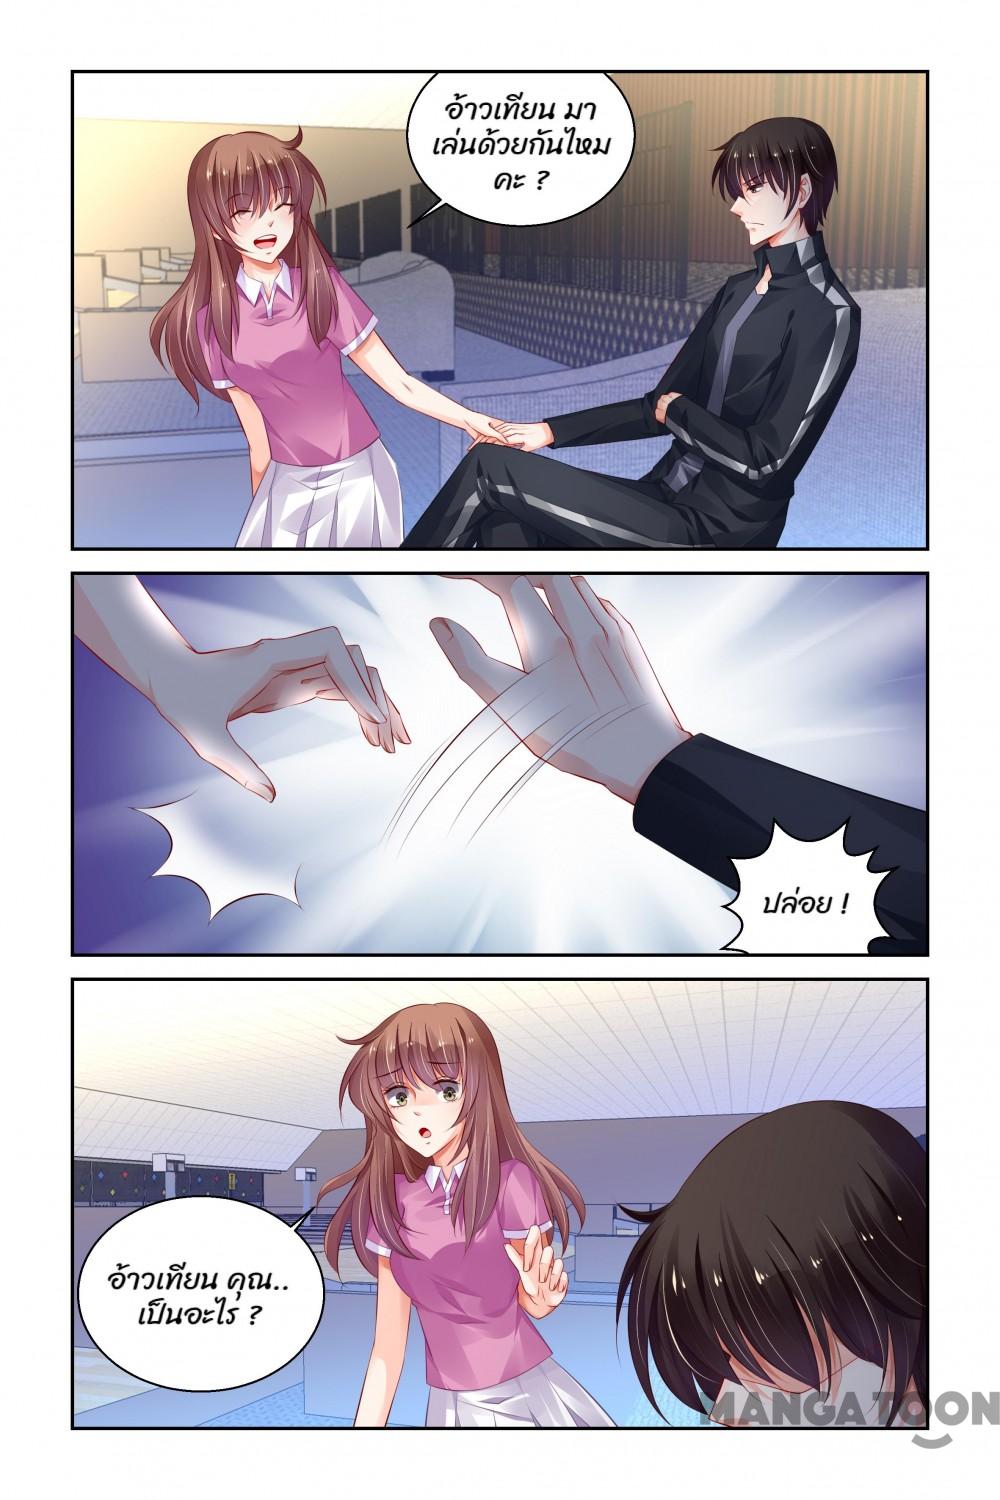 อ้าวเทียน มา
เล่นด้วยกันไหม
คะ ?
ปล่อย !
อ้าวเทียน คุณ..
เป็นอะไร ?
MANGATOON